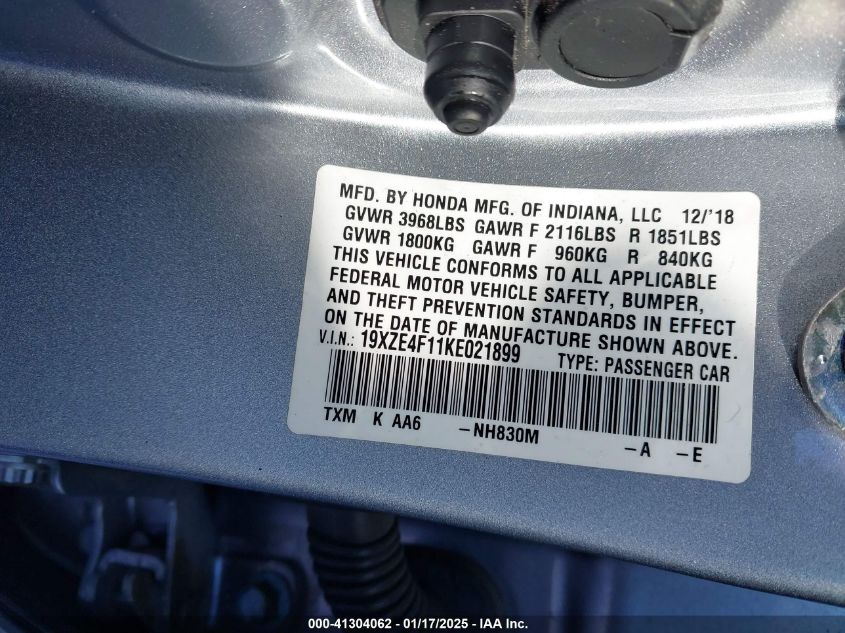 MFD. BY HONDA MFG. OF INDIANA, LLC 12/'18
GVWR 3968LBS GAWR F 2116LBS R 1851LBS
GVWR 1800KG GAWR F 960KG R 840KG
THIS VEHICLE CONFORMS TO ALL APPLICABLE
FEDERAL MOTOR VEHICLE SAFETY, BUMPER,
AND THEFT PREVENTION STANDARDS IN EFFECT
ON THE DATE OF MANUFACTURE SHOWN ABOVE.
V.I.N.: 19XZE4F11KE021899 TYPE: PASSENGER CAR
TXM K AA6 -NH830M -A -E
000-41304062 / 01/17/2025 - IAA Inc.